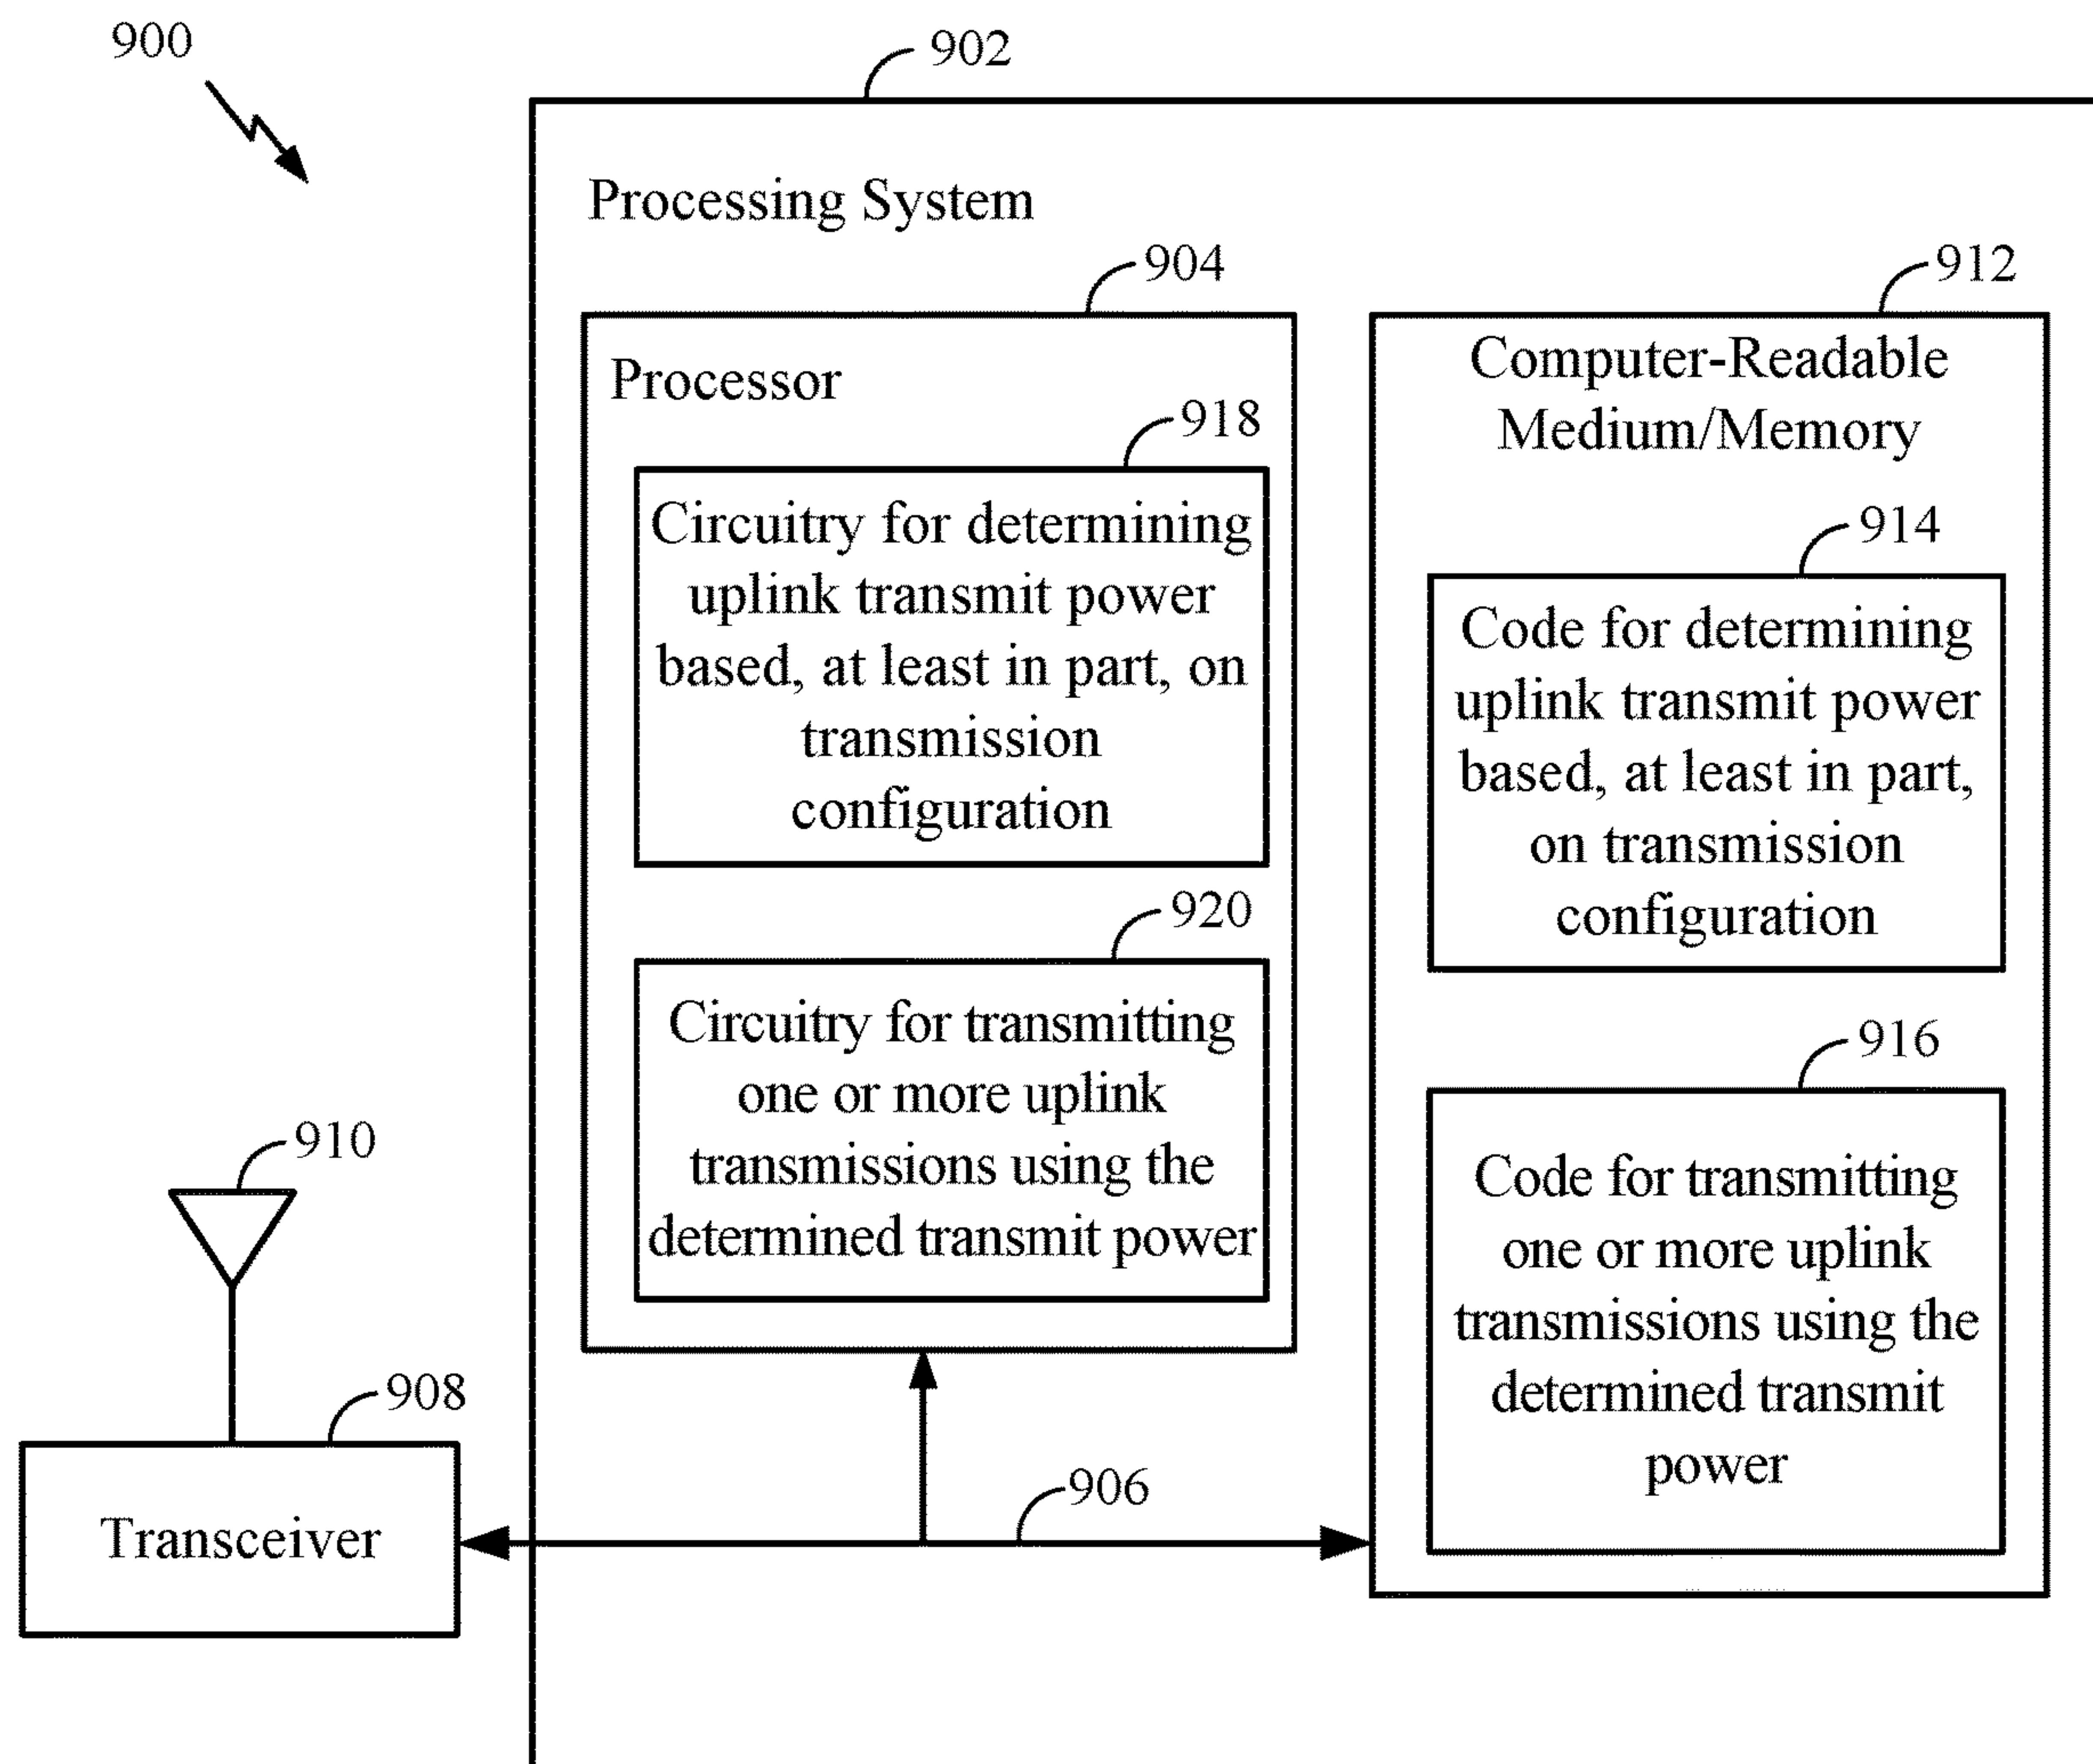 900
902
Processing System
904
Processor
918
Circuitry for determining
uplink transmit power
based, at least in part, on
transmission
configuration
920
Circuitry for transmitting
one or more uplink
transmissions using the
determined transmit power
912
Computer-Readable
Medium/Memory
914
Code for determining
uplink transmit power
based, at least in part,
on transmission
configuration
916
Code for transmitting
one or more uplink
transmissions using the
determined transmit
power
910
908
Transceiver
906